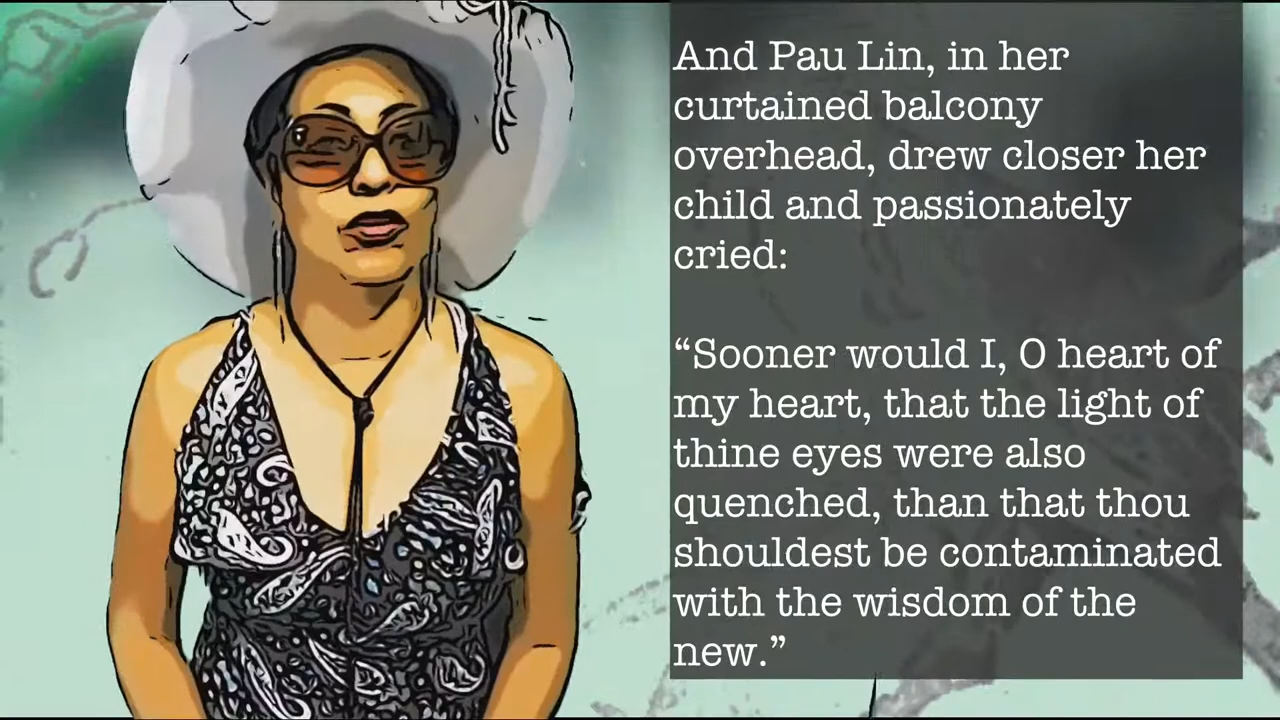 And Pau Lin, in her
curtained balcony
overhead, drew closer her
child and passionately
cried:
“Sooner would I, O heart of
my heart, that the light of
thine eyes were also
quenched, than that thou
shouldest be contaminated
with the wisdom of the
new.”